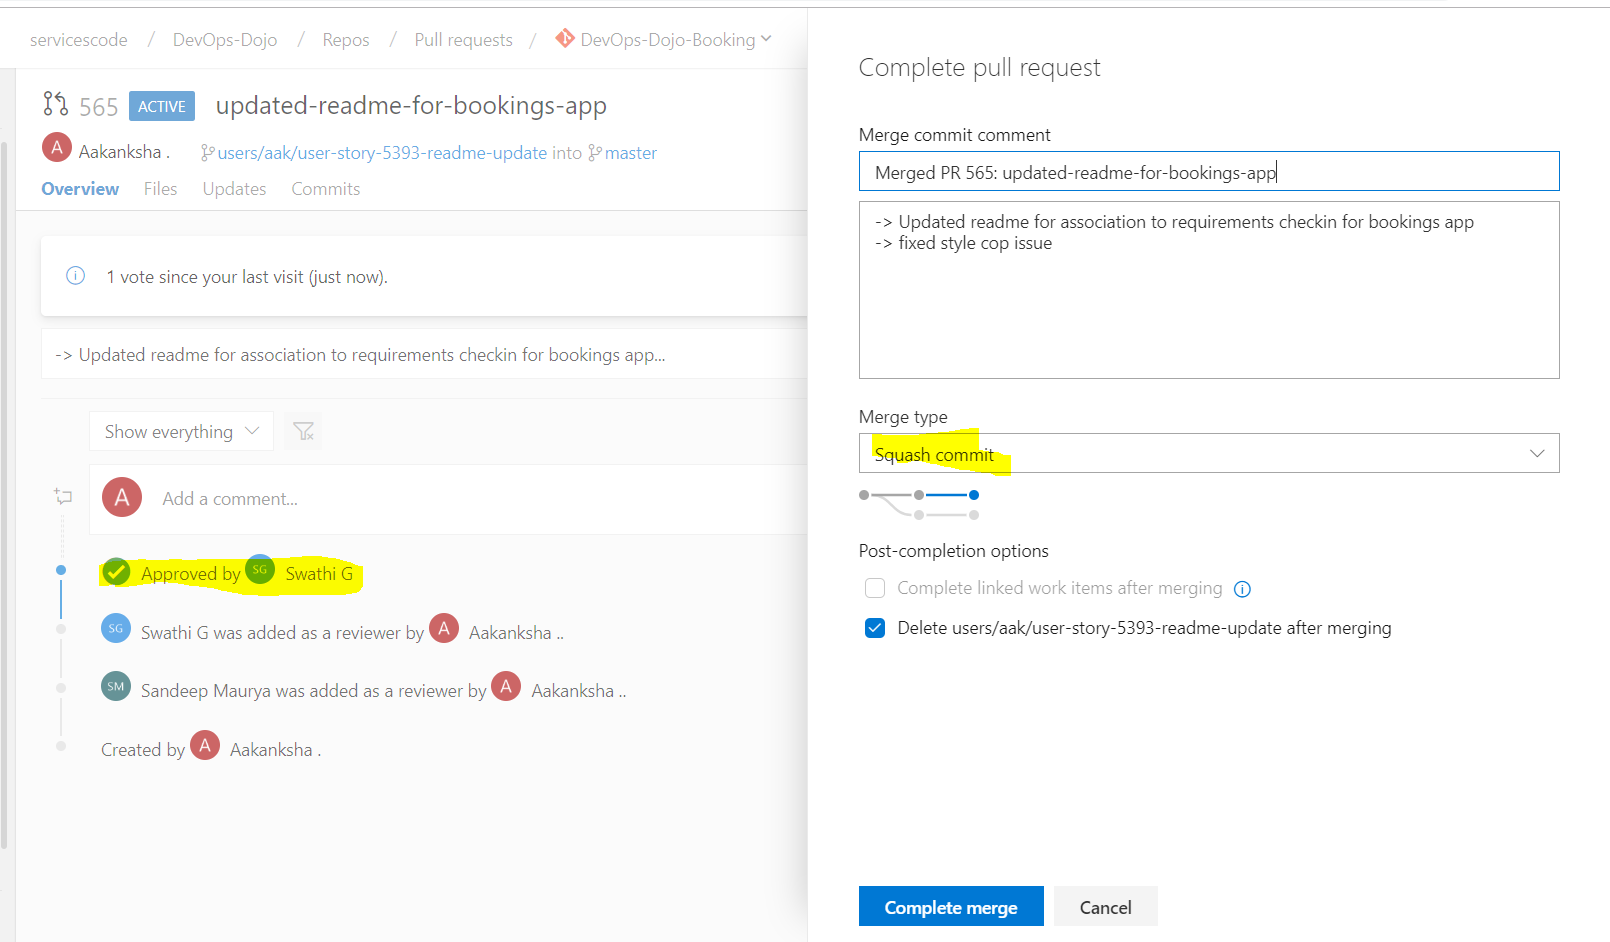 servicescode / DevOps-Dojo / Repos / Pull requests / DevOps-Dojo-Booking
565 ACTIVE updated-readme-for-bookings-app
A Aakanksha . users/aak/user-story-5393-readme-update into master
Overview Files Updates Commits
1 vote since your last visit (just now).
-> Updated readme for association to requirements checkin for bookings app...
Show everything
A Add a comment...
Approved by SG Swathi G
SG Swathi G was added as a reviewer by A Aakanksha ..
SM Sandeep Maurya was added as a reviewer by A Aakanksha ..
Created by A Aakanksha .
Complete pull request
Merge commit comment
Merged PR 565: updated-readme-for-bookings-app
-> Updated readme for association to requirements checkin for bookings app
-> fixed style cop issue
Merge type
Squash commit
Post-completion options
Complete linked work items after merging
Delete users/aak/user-story-5393-readme-update after merging
Complete merge Cancel